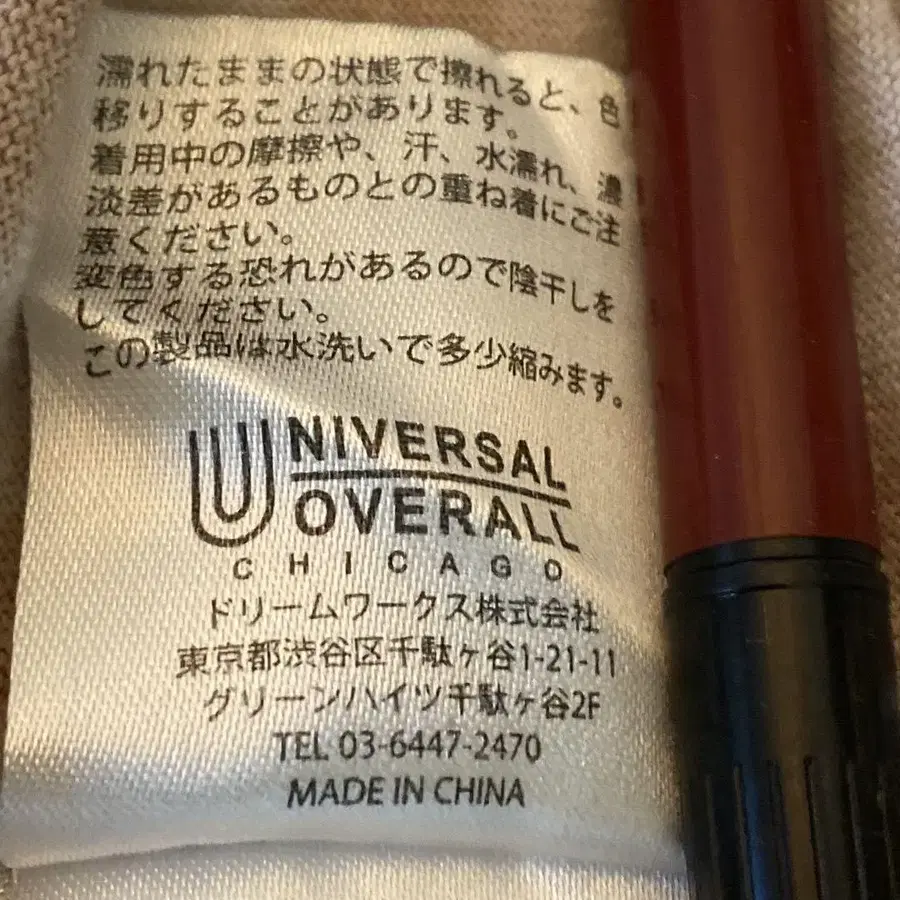 濡れたままの状態で擦れると、色
移りすることがあります。
着用中の摩擦や、汗、水濡れ、濃
淡差があるものとの重ね着にご注
意ください。
変色する恐れがあるので陰干しを
してください。
この製品は水洗いで多少縮みます。
UNIVERSAL
OVERALL
CHICAGO
ドリームワークス株式会社
東京都渋谷区千駄ヶ谷1-21-11
グリーンハイツ千駄ヶ谷2F
TEL 03-6447-2470
MADE IN CHINA